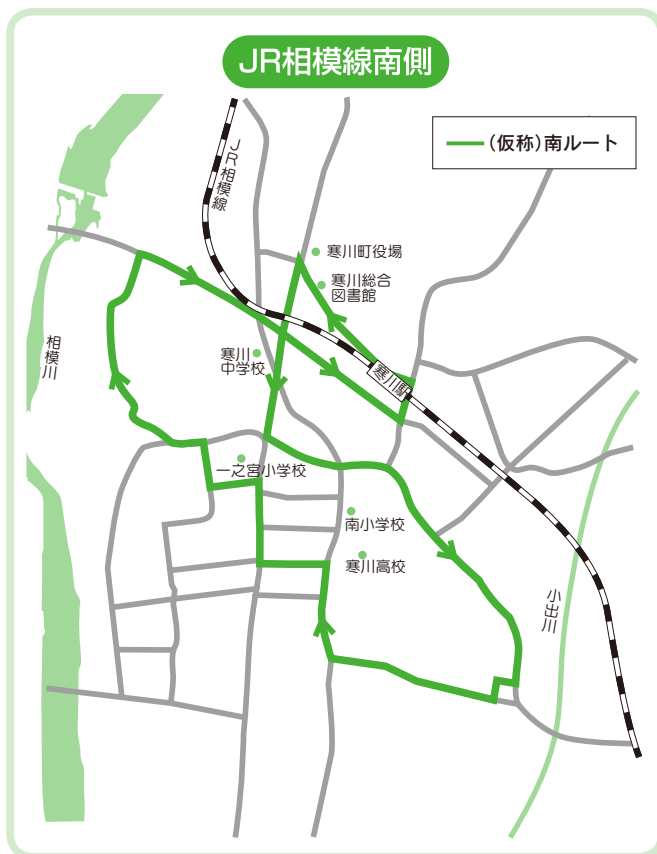 JR相模線南側
(仮称)南ルート
JR相模線
寒川町役場
寒川総合
図書館
相模川
寒川
中学校
寒川駅
一之宮小学校
南小学校
寒川高校
小出川